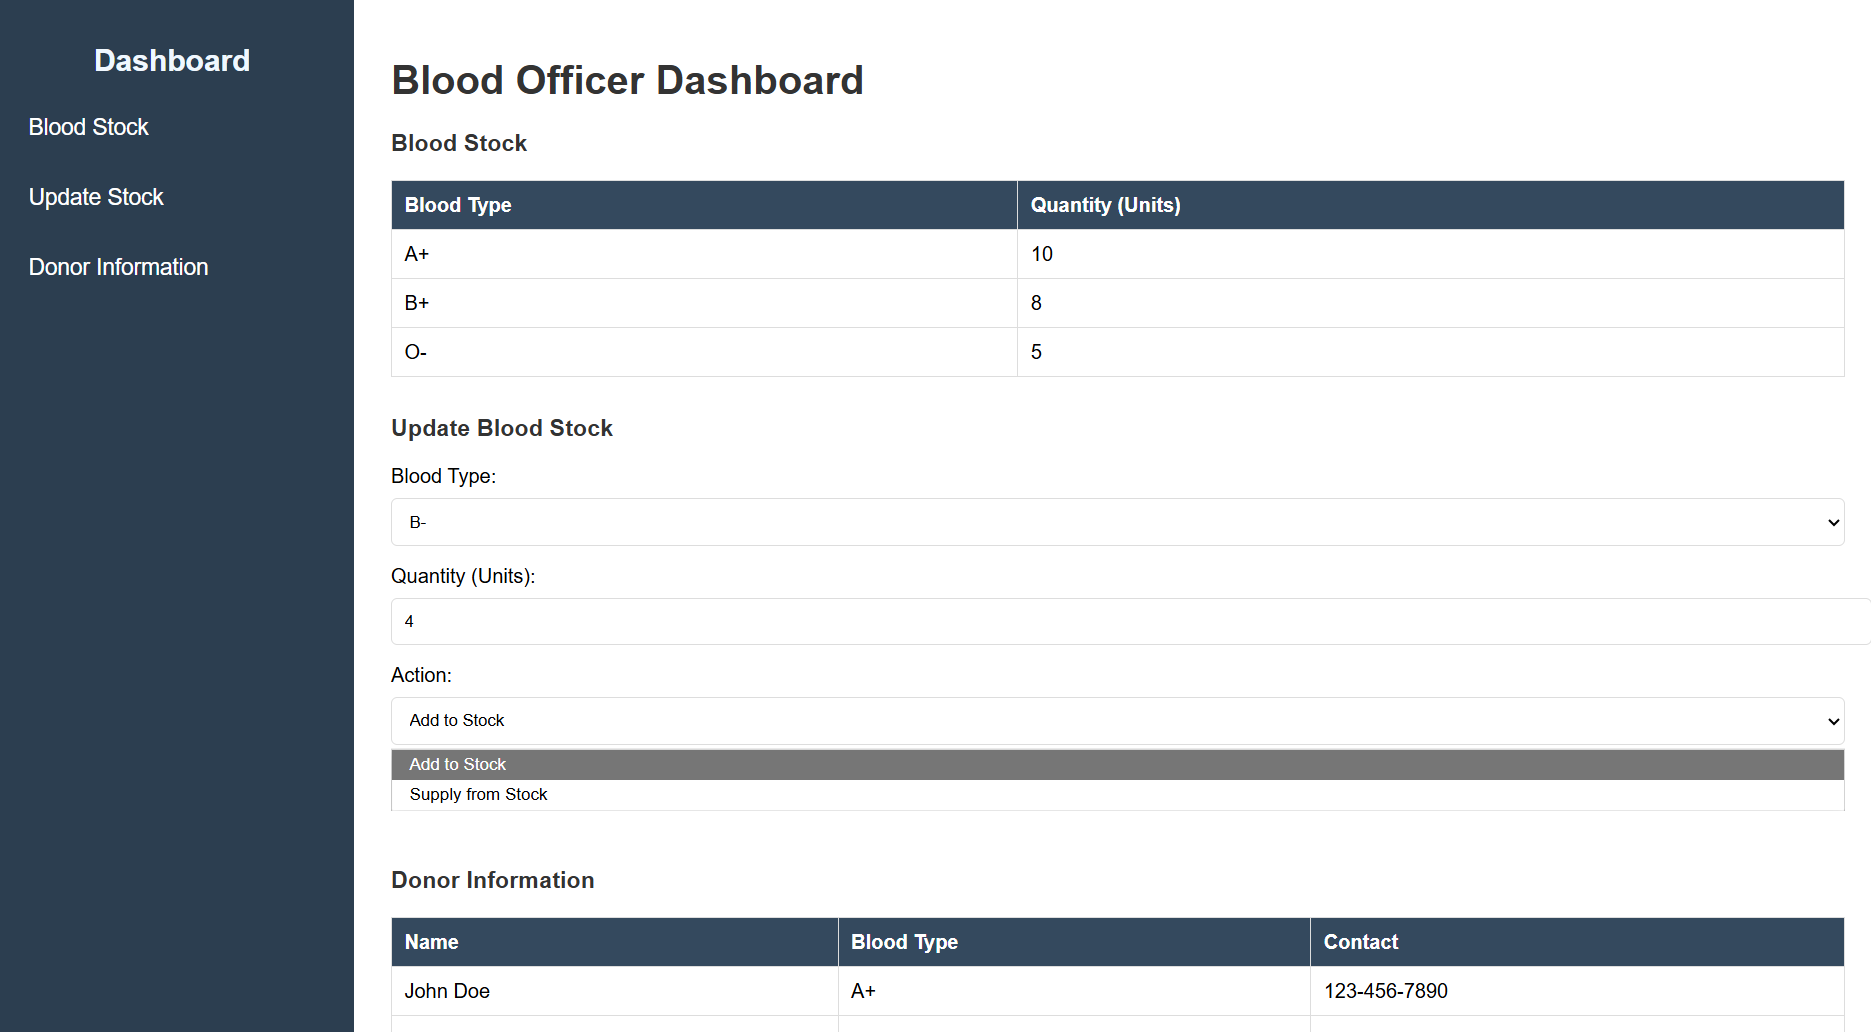 Dashboard
Blood Stock
Update Stock
Donor Information
Blood Officer Dashboard
Blood Stock
Blood Type Quantity (Units)
A+ 10
B+ 8
O- 5
Update Blood Stock
Blood Type:
B-
Quantity (Units):
4
Action:
Add to Stock
Add to Stock
Supply from Stock
Donor Information
Name Blood Type Contact
John Doe A+ 123-456-7890